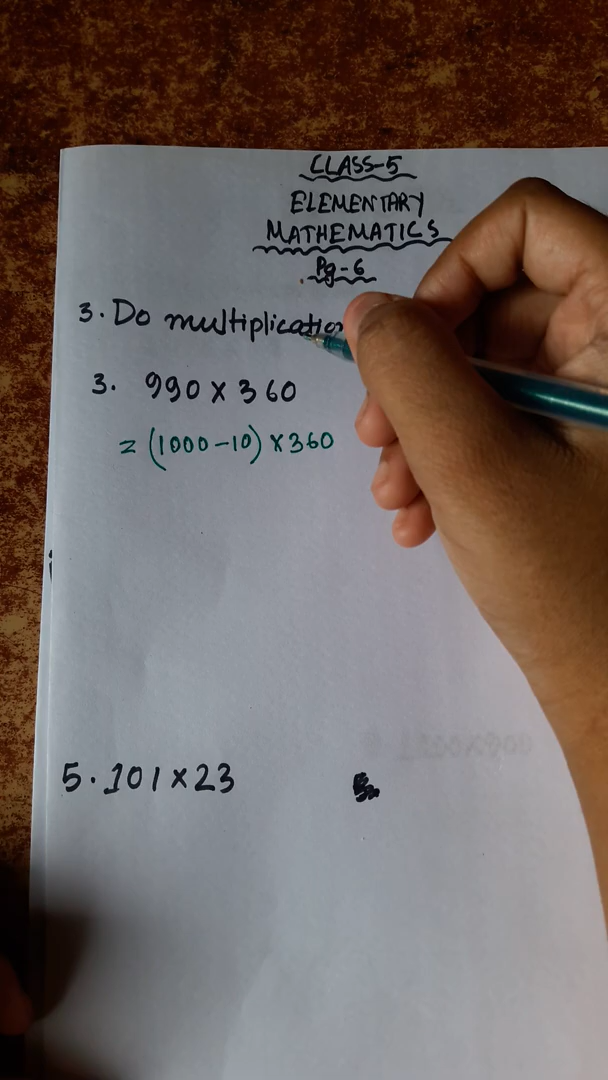 CLASS-5
ELEMENTARY
MATHEMATICS
Pg-6
3. Do multiplication
3. 990 x 360
= (1000-10) x 360
5. 101 x 23